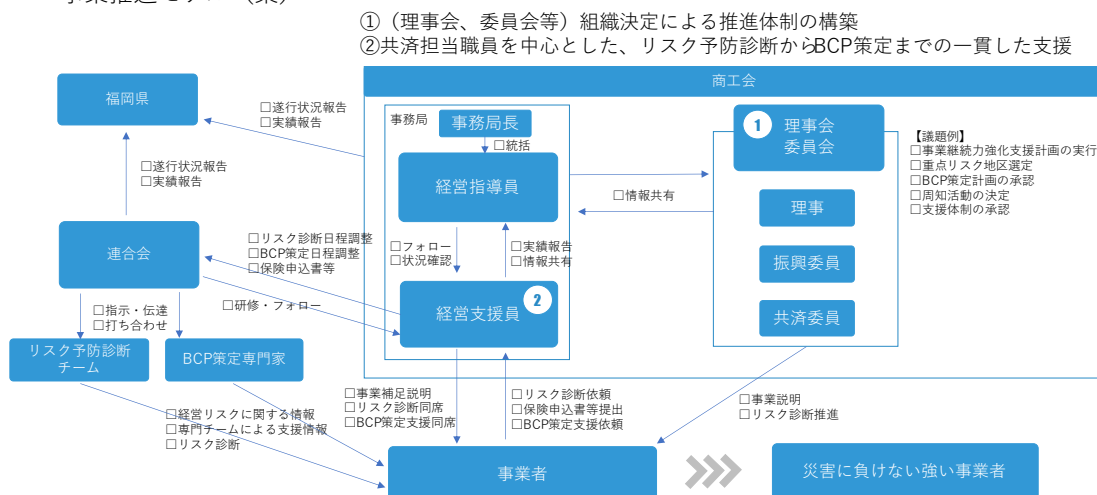 ①（理事会、委員会等）組織決定による推進体制の構築
②共済担当職員を中心とした、リスク予防診断からBCP策定までの一貫した支援
商工会
福岡県
□遂行状況報告
□実績報告
事務局
事務局長
□統括
経営指導員
1
理事会
委員会
【議題例】
□事業継続力強化支援計画の実行
□重点リスク地区選定
□BCP策定計画の承認
□周知活動の決定
□支援体制の承認
□遂行状況報告
□実績報告
□情報共有
理事
連合会
□リスク診断日程調整
□BCP策定日程調整
□保険申込書等
□フォロー
□状況確認
□実績報告
□情報共有
振興委員
□指示・伝達
□打ち合わせ
□研修・フォロー
経営支援員
2
共済委員
リスク予防診断
チーム
BCP策定専門家
□事業補足説明
□リスク診断同席
□BCP策定支援同席
□リスク診断依頼
□保険申込書等提出
□BCP策定支援依頼
□事業説明
□リスク診断推進
□経営リスクに関する情報
□専門チームによる支援情報
□リスク診断
事業者
災害に負けない強い事業者